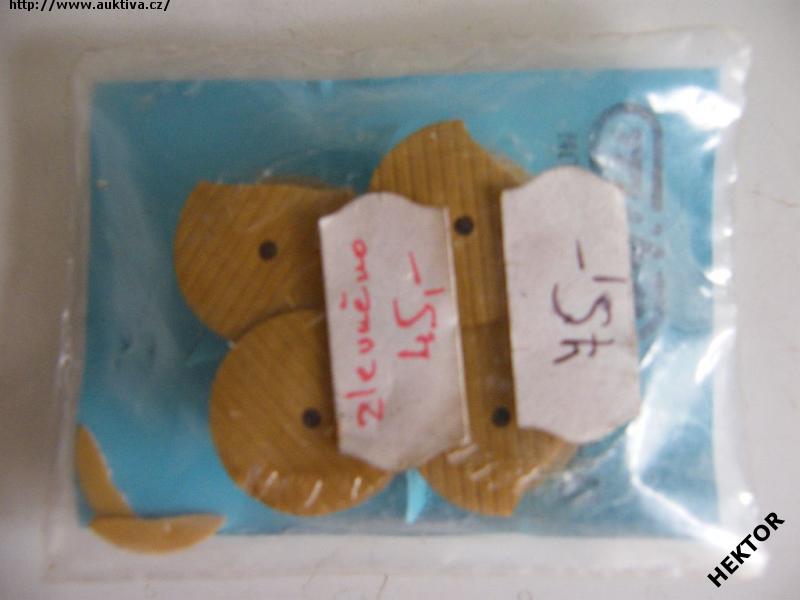 http://www.auktiva.cz/
zlevněno
45,-
45,-
HEKTOR